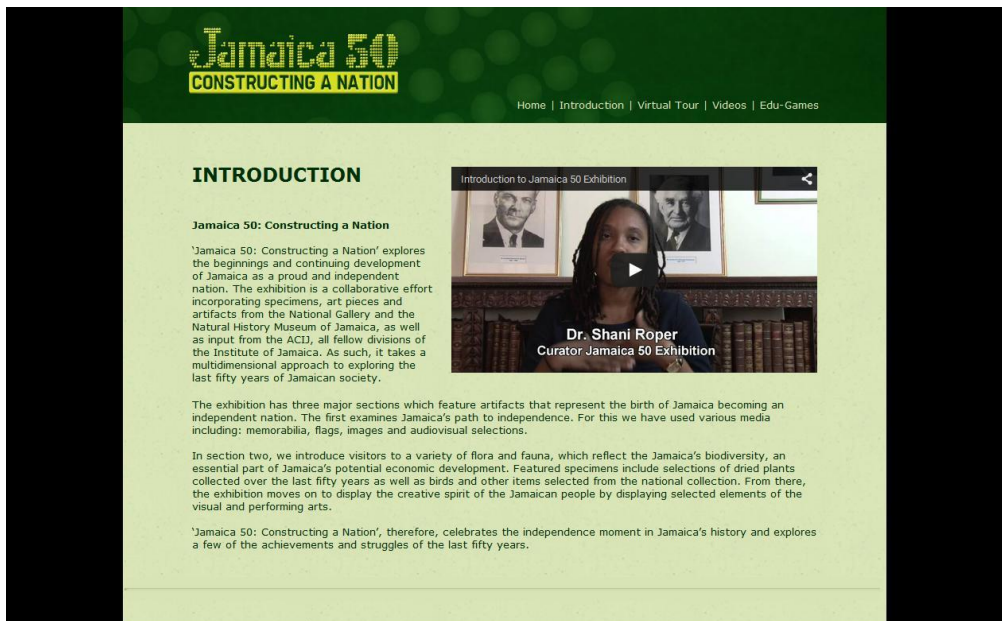 Jamaica 50
CONSTRUCTING A NATION
Home | Introduction | Virtual Tour | Videos | Edu-Games
INTRODUCTION
Introduction to Jamaica 50 Exhibition
Dr. Shani Roper
Curator Jamaica 50 Exhibition
Jamaica 50: Constructing a Nation
‘Jamaica 50: Constructing a Nation’ explores
the beginnings and continuing development
of Jamaica as a proud and independent
nation. The exhibition is a collaborative effort
incorporating specimens, art pieces and
artifacts from the National Gallery and the
Natural History Museum of Jamaica, as well
as input from the ACIJ, all fellow divisions of
the Institute of Jamaica. As such, it takes a
multidimensional approach to exploring the
last fifty years of Jamaican society.
The exhibition has three major sections which feature artifacts that represent the birth of Jamaica becoming an
independent nation. The first examines Jamaica’s path to independence. For this we have used various media
including: memorabilia, flags, images and audiovisual selections.
In section two, we introduce visitors to a variety of flora and fauna, which reflect the Jamaica’s biodiversity, an
essential part of Jamaica’s potential economic development. Featured specimens include selections of dried plants
collected over the last fifty years as well as birds and other items selected from the national collection. From there,
the exhibition moves on to display the creative spirit of the Jamaican people by displaying selected elements of the
visual and performing arts.
‘Jamaica 50: Constructing a Nation’, therefore, celebrates the independence moment in Jamaica’s history and explores
a few of the achievements and struggles of the last fifty years.